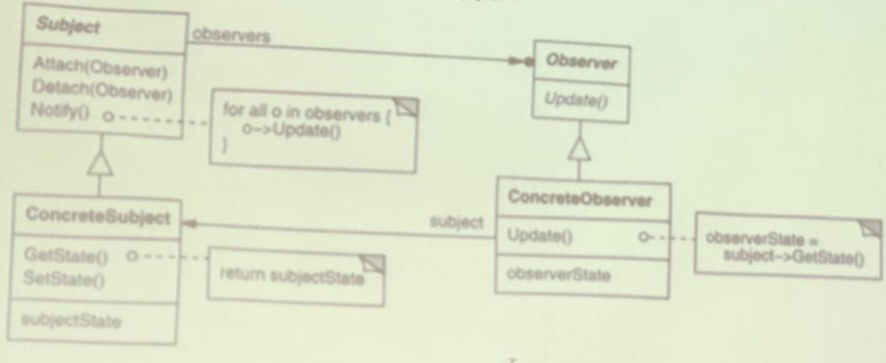 Subject
observers
Attach(Observer)
Detach(Observer)
Notify()
for all o in observers {
o->Update()
}
Observer
Update()
ConcreteSubject
GetState()
SetState()
subjectState
return subjectState
subject
ConcreteObserver
Update()
observerState
observerState =
subject->GetState()